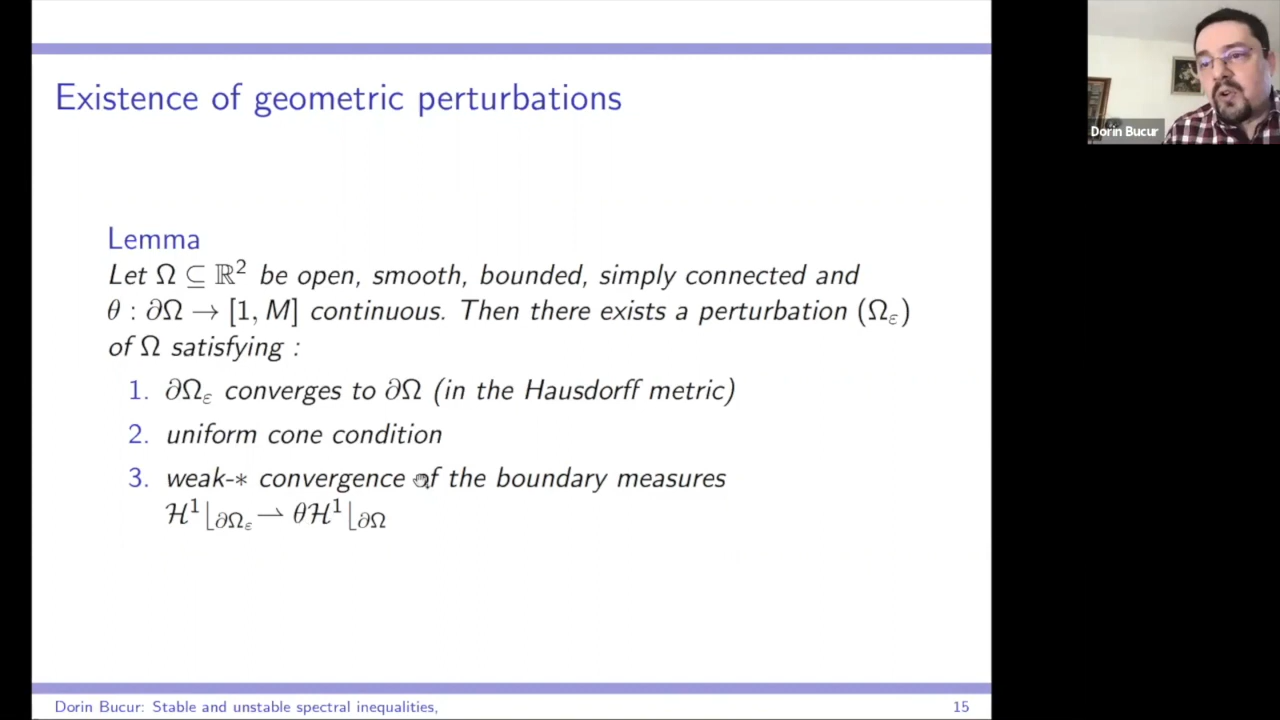 Existence of geometric perturbations
Dorin Bucur
Lemma
Let Ω ⊆ ℝ² be open, smooth, bounded, simply connected and
θ : ∂Ω → [1, M] continuous. Then there exists a perturbation (Ω_ε)
of Ω satisfying :
1. ∂Ω_ε converges to ∂Ω (in the Hausdorff metric)
2. uniform cone condition
3. weak-∗ convergence of the boundary measures
ℋ¹⌊_∂Ω_ε ⇀ θℋ¹⌊_∂Ω
Dorin Bucur: Stable and unstable spectral inequalities, 15